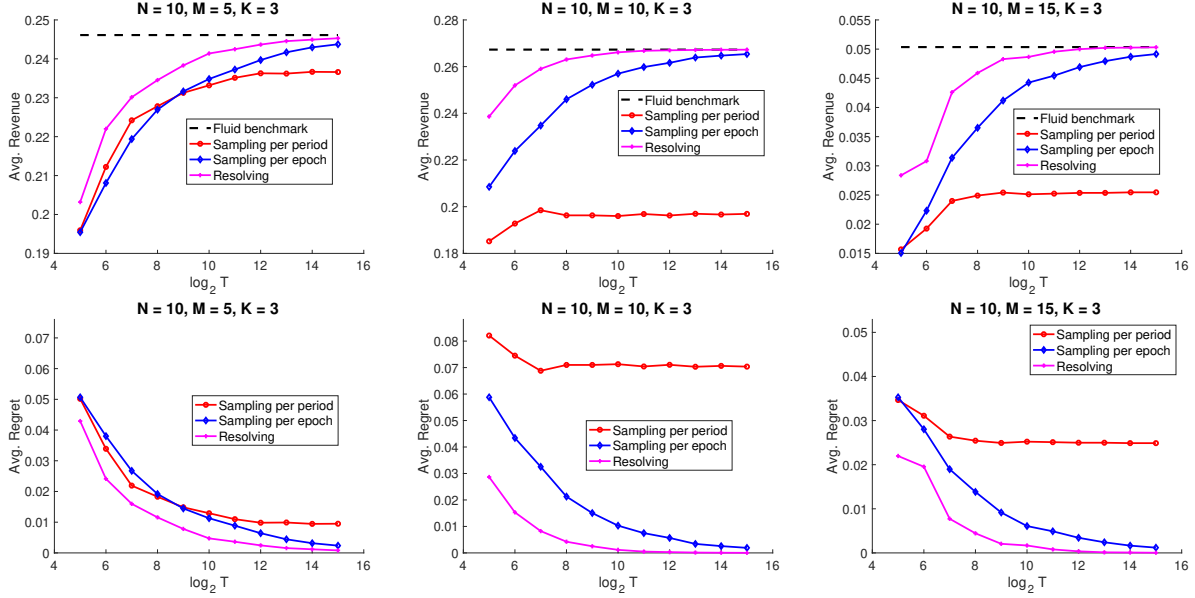 N = 10, M = 5, K = 3
0.25
0.24
0.23
0.22
0.21
0.2
0.19
Avg. Revenue
Fluid benchmark
Sampling per period
Sampling per epoch
Resolving
4 6 8 10 12 14 16
log2 T
N = 10, M = 10, K = 3
0.28
0.26
0.24
0.22
0.2
0.18
Avg. Revenue
Fluid benchmark
Sampling per period
Sampling per epoch
Resolving
4 6 8 10 12 14 16
log2 T
N = 10, M = 15, K = 3
0.055
0.05
0.045
0.04
0.035
0.03
0.025
0.02
0.015
Avg. Revenue
Fluid benchmark
Sampling per period
Sampling per epoch
Resolving
4 6 8 10 12 14 16
log2 T
N = 10, M = 5, K = 3
0.07
0.06
0.05
0.04
0.03
0.02
0.01
0
Avg. Regret
Sampling per period
Sampling per epoch
Resolving
4 6 8 10 12 14 16
log2 T
N = 10, M = 10, K = 3
0.08
0.07
0.06
0.05
0.04
0.03
0.02
0.01
0
Avg. Regret
Sampling per period
Sampling per epoch
Resolving
4 6 8 10 12 14 16
log2 T
N = 10, M = 15, K = 3
0.05
0.04
0.03
0.02
0.01
0
Avg. Regret
Sampling per period
Sampling per epoch
Resolving
4 6 8 10 12 14 16
log2 T